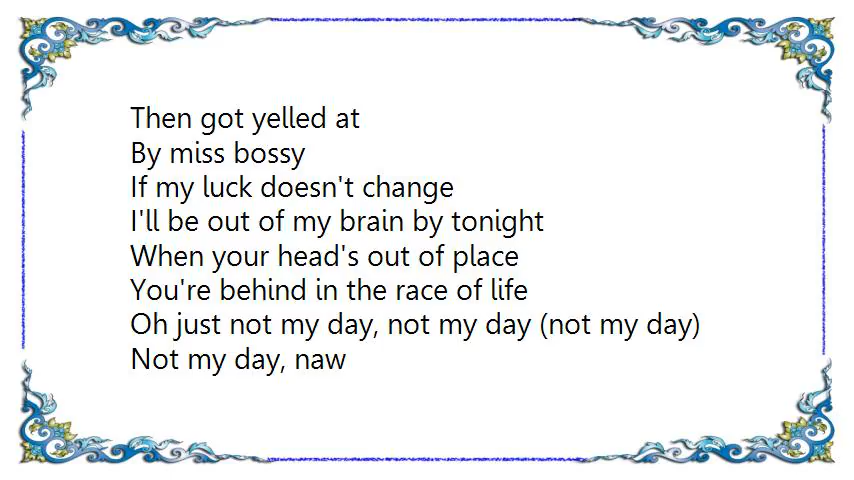 Then got yelled at
By miss bossy
If my luck doesn't change
I'll be out of my brain by tonight
When your head's out of place
You're behind in the race of life
Oh just not my day, not my day (not my day)
Not my day, naw